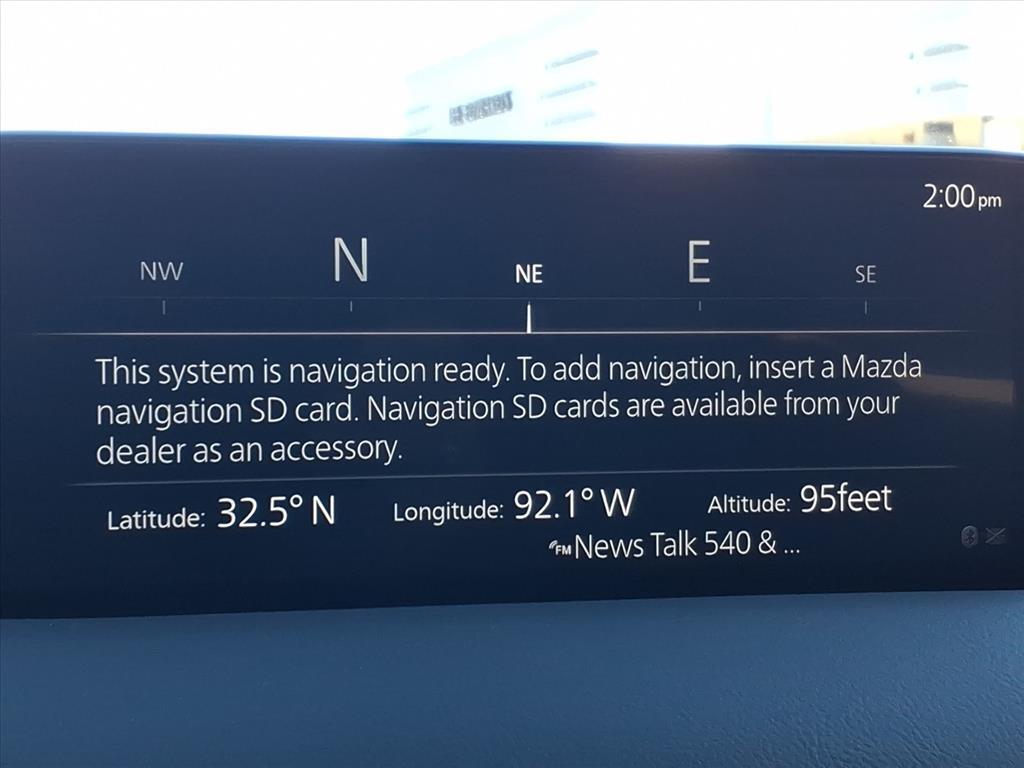 2:00pm
NW N NE E SE
This system is navigation ready. To add navigation, insert a Mazda
navigation SD card. Navigation SD cards are available from your
dealer as an accessory.
Latitude: 32.5° N Longitude: 92.1° W Altitude: 95feet
FM News Talk 540 & ...